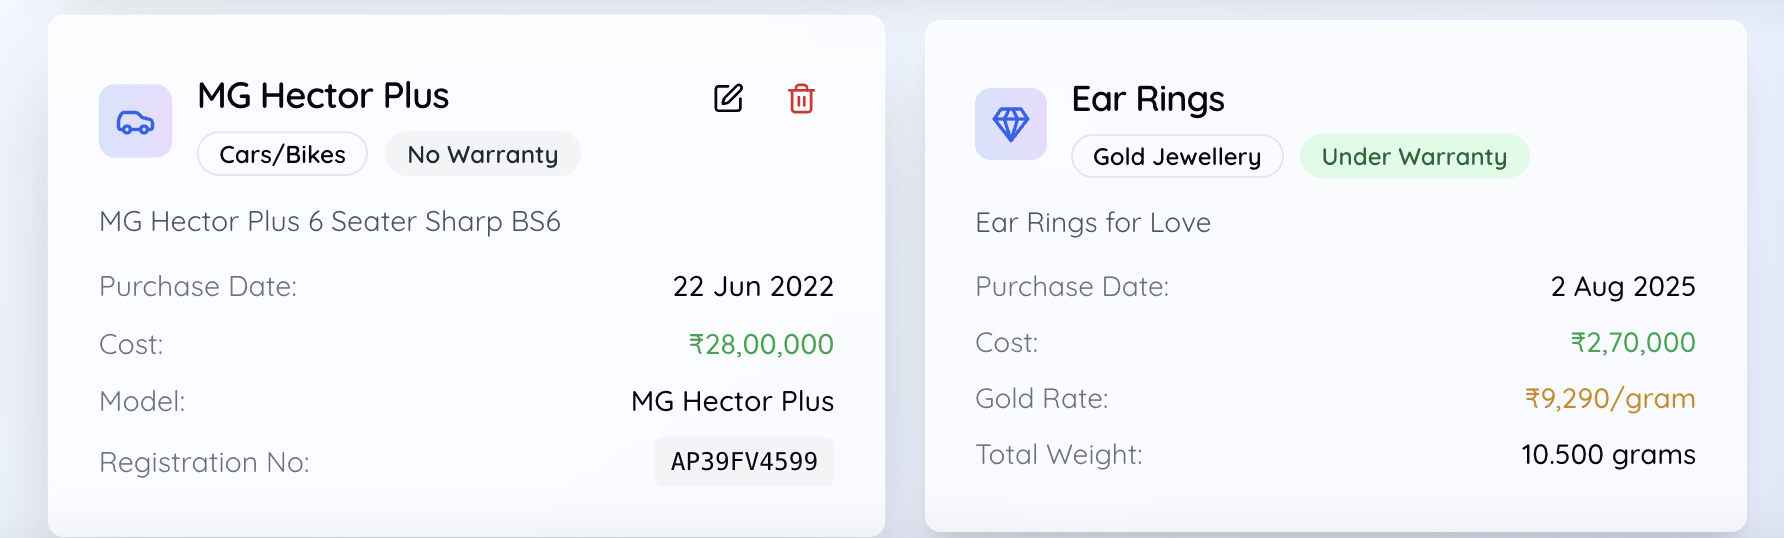 MG Hector Plus
Cars/Bikes No Warranty
MG Hector Plus 6 Seater Sharp BS6
Purchase Date: 22 Jun 2022
Cost: ₹28,00,000
Model: MG Hector Plus
Registration No: AP39FV4599
Ear Rings
Gold Jewellery Under Warranty
Ear Rings for Love
Purchase Date: 2 Aug 2025
Cost: ₹2,70,000
Gold Rate: ₹9,290/gram
Total Weight: 10.500 grams